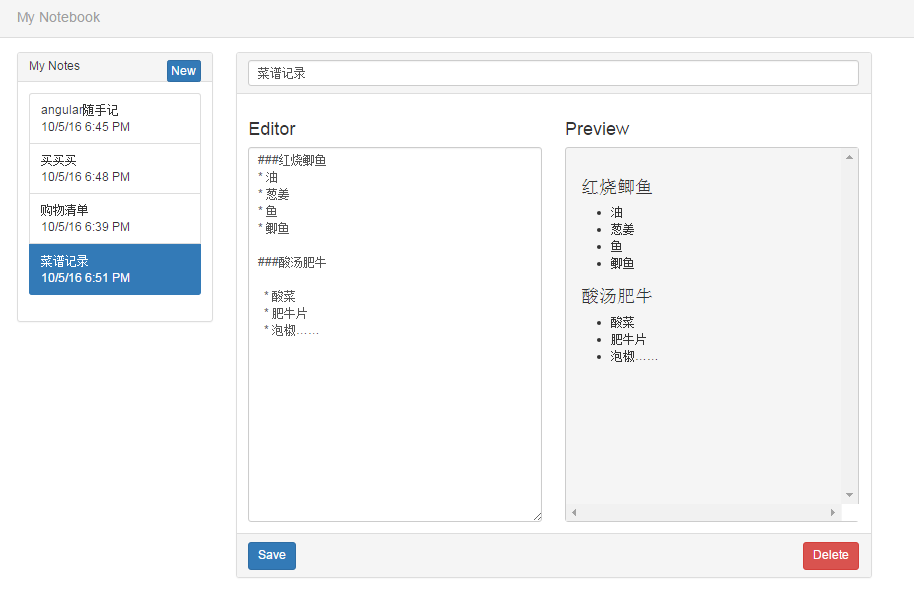 My Notebook
My Notes
New
angular随手记
10/5/16 6:45 PM
买买买
10/5/16 6:48 PM
购物清单
10/5/16 6:39 PM
菜谱记录
10/5/16 6:51 PM
菜谱记录
Editor
###红烧鲫鱼
* 油
* 葱姜
* 鱼
* 鲫鱼
###酸汤肥牛
* 酸菜
* 肥牛片
* 泡椒……
Preview
红烧鲫鱼
• 油
• 葱姜
• 鱼
• 鲫鱼
酸汤肥牛
• 酸菜
• 肥牛片
• 泡椒……
Save
Delete